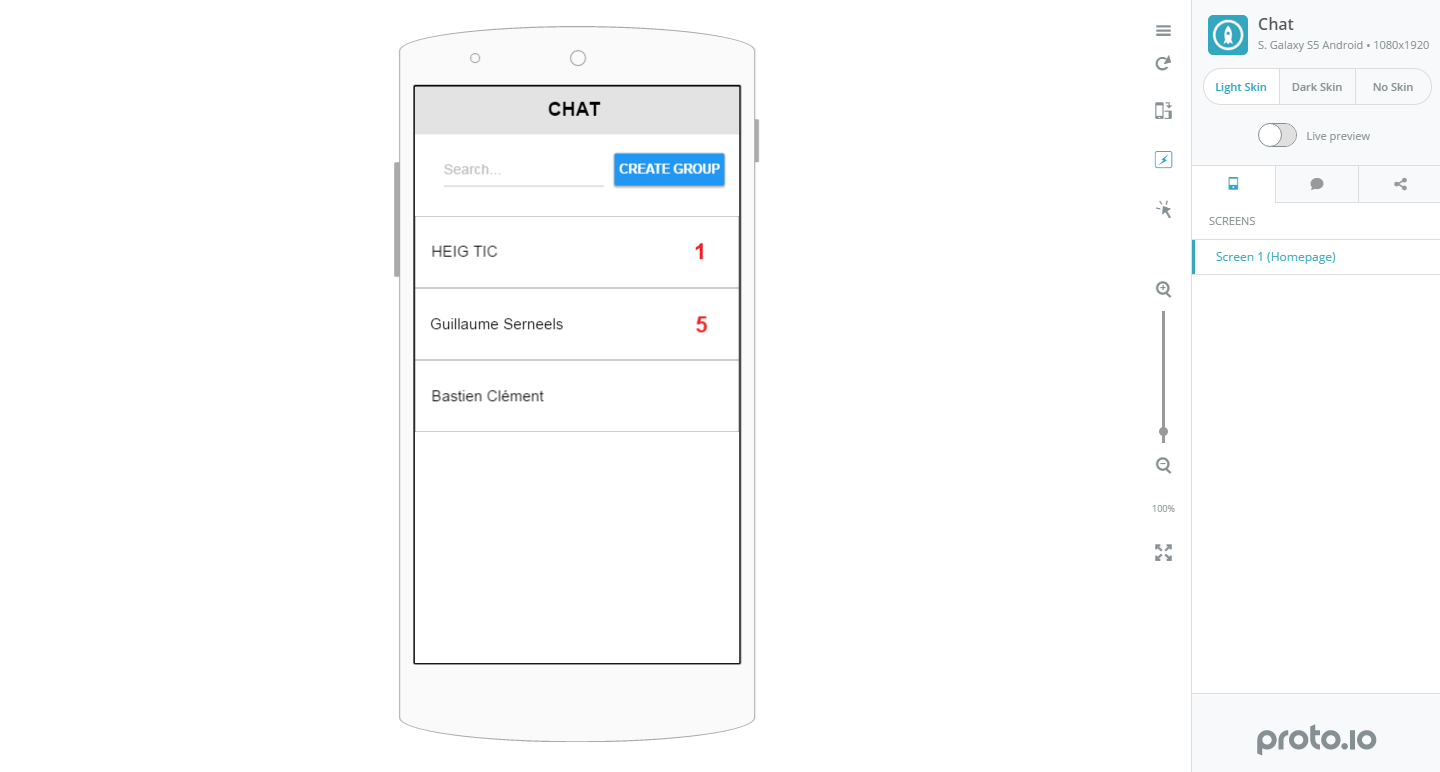 CHAT
Search...
CREATE GROUP
HEIG TIC
1
Guillaume Serneels
5
Bastien Clément
100%
Chat
S. Galaxy S5 Android • 1080x1920
Light Skin
Dark Skin
No Skin
Live preview
SCREENS
Screen 1 (Homepage)
proto.io